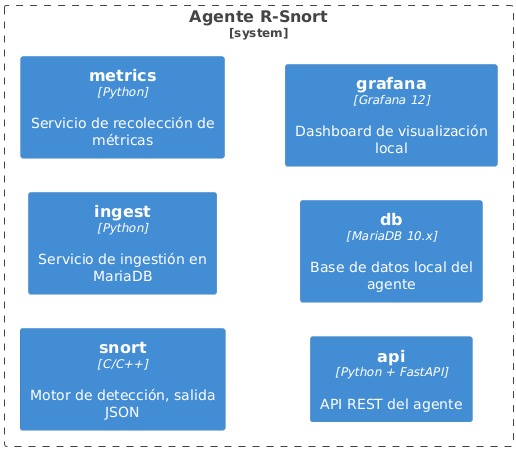 Agente R-Snort
[system]
metrics
[Python]
Servicio de recolección de
métricas
grafana
[Grafana 12]
Dashboard de visualización
local
ingest
[Python]
Servicio de ingestión en
MariaDB
db
[MariaDB 10.x]
Base de datos local del
agente
snort
[C/C++]
Motor de detección, salida
JSON
api
[Python + FastAPI]
API REST del agente